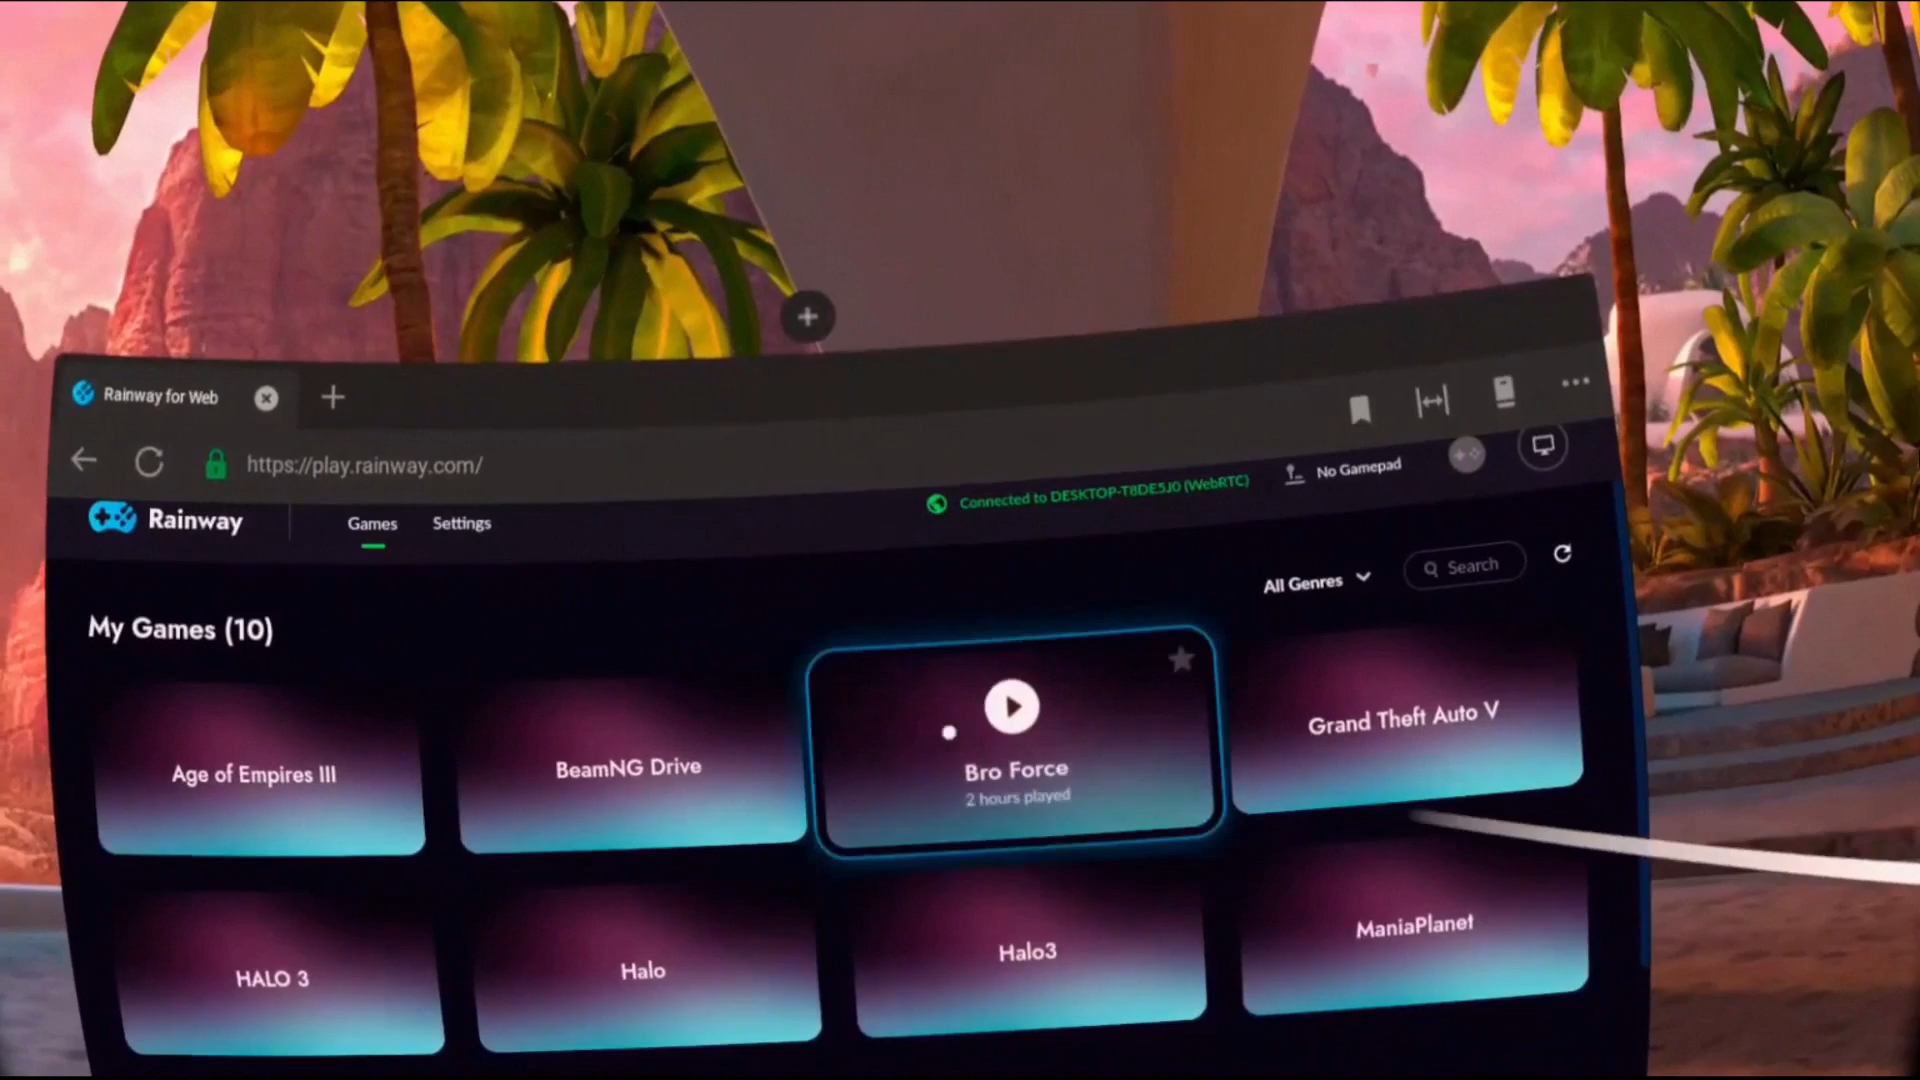 Rainway for Web
https://play.rainway.com/
Rainway
Games
Settings
Connected to DESKTOP-T8DE5J0 (WebRTC)
No Gamepad
All Genres
Search
My Games (10)
Age of Empires III
BeamNG Drive
Bro Force
2 hours played
Grand Theft Auto V
HALO 3
Halo
Halo3
ManiaPlanet